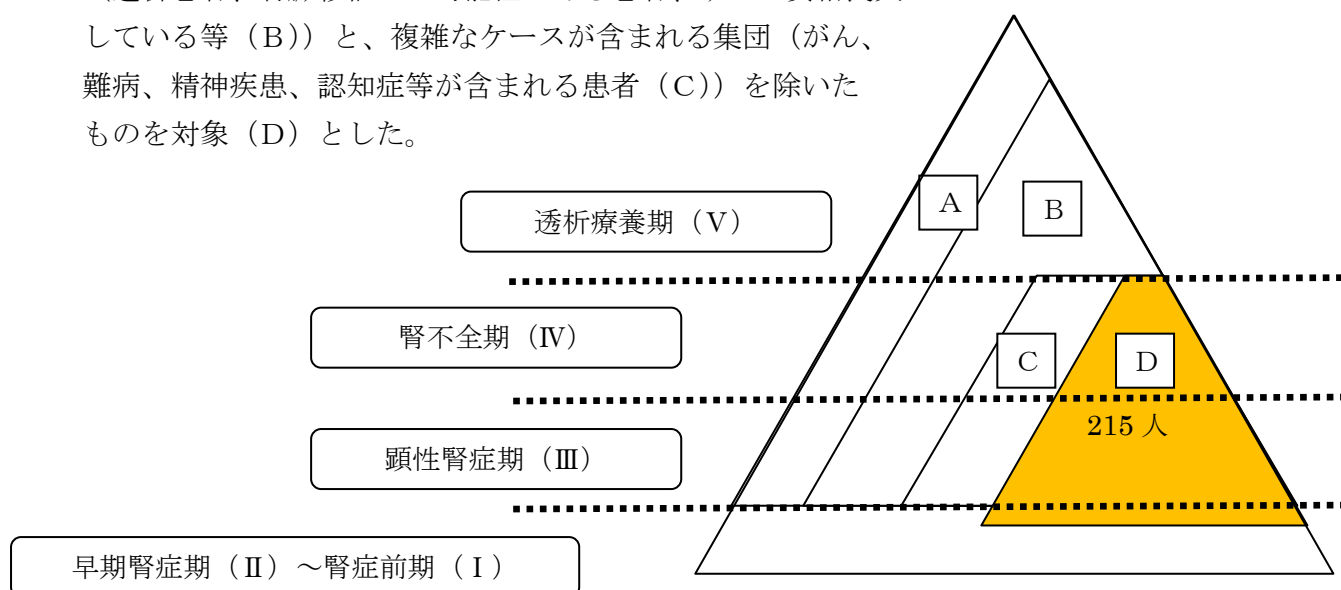 している等（B））と、複雑なケースが含まれる集団（がん、
難病、精神疾患、認知症等が含まれる患者（C））を除いた
ものを対象（D）とした。
A
B
透析療養期（Ⅴ）
腎不全期（Ⅳ）
C
D
215 人
顕性腎症期（Ⅲ）
早期腎症期（Ⅱ）～腎症前期（Ⅰ）